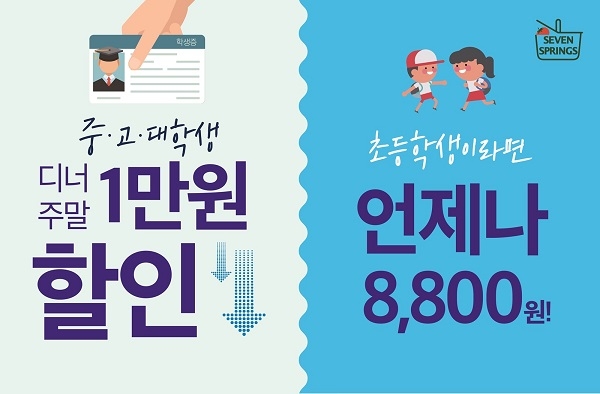 학생증
중·고·대학생
디너
주말
1만원
할인
SEVEN
SPRINGS
초등학생이라면
언제나
8,800원!